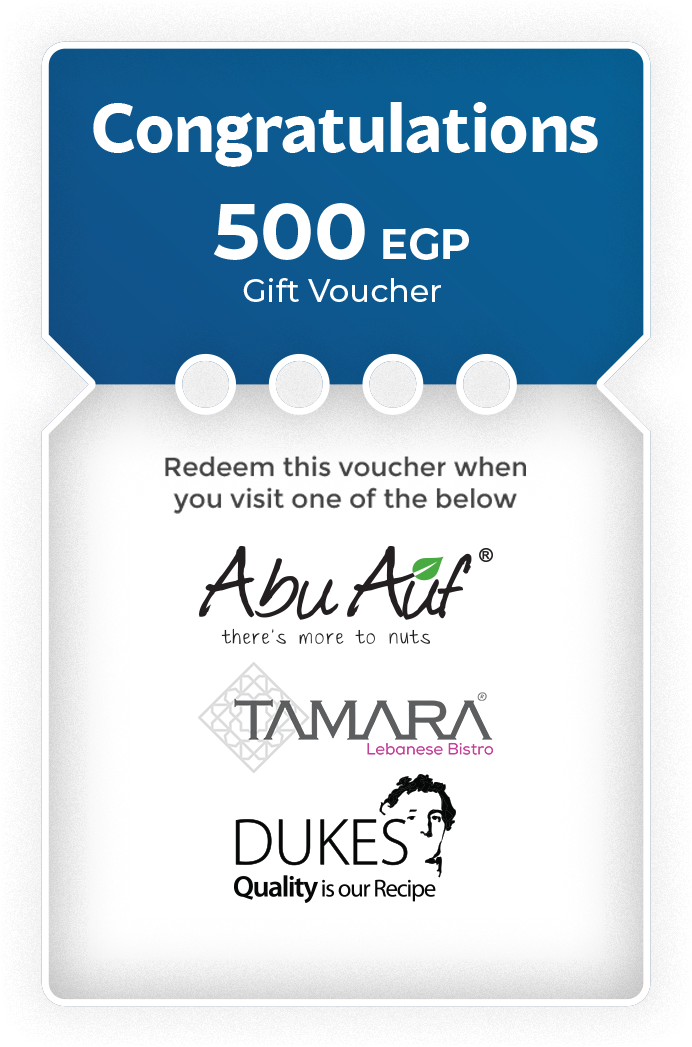 Congratulations
500 EGP
Gift Voucher
Redeem this voucher when
you visit one of the below
Abu Auf ®
there's more to nuts
TAMARA ®
Lebanese Bistro
DUKES
Quality is our Recipe